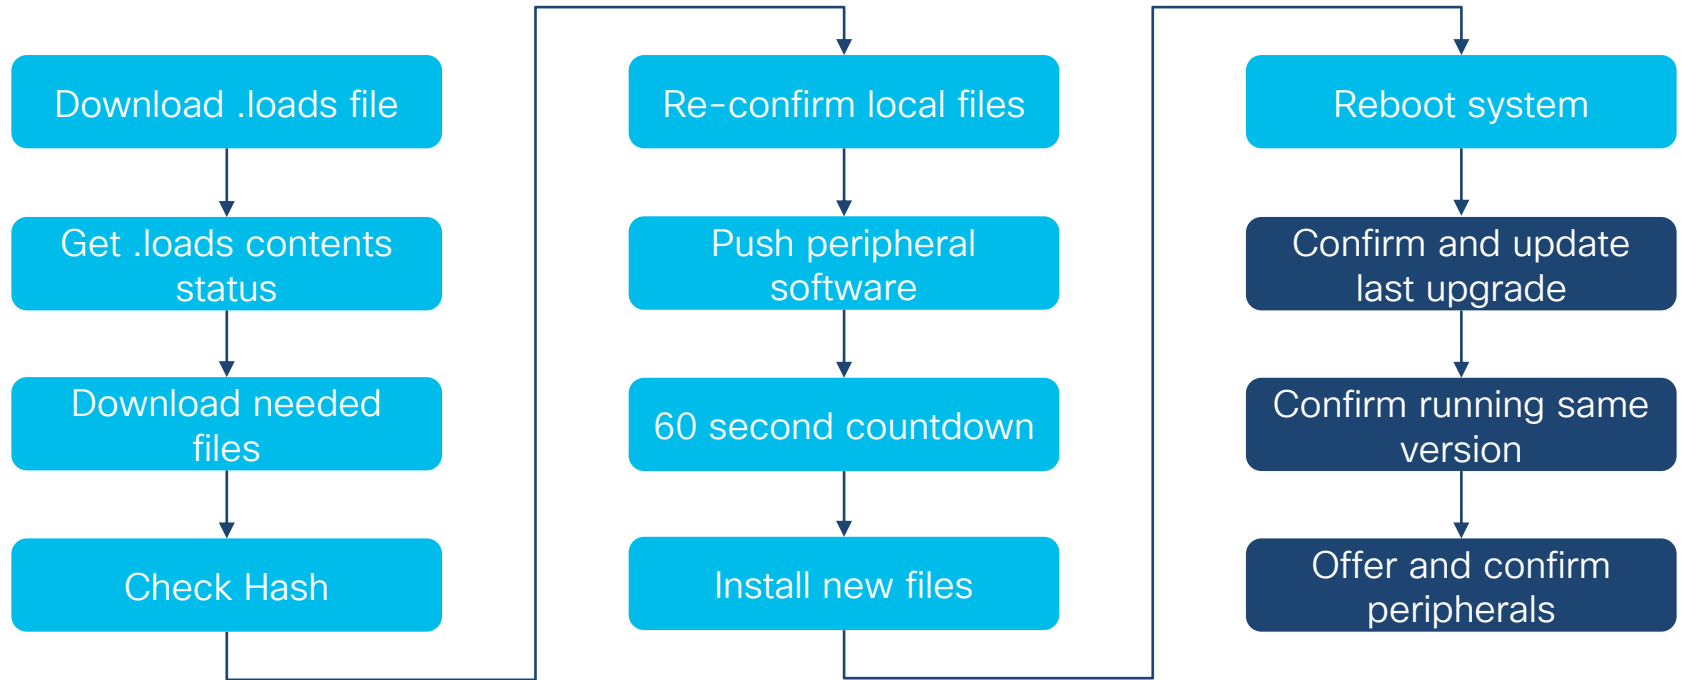 Download .loads file
Get .loads contents
status
Download needed
files
Check Hash
Re-confirm local files
Push peripheral
software
60 second countdown
Install new files
Reboot system
Confirm and update
last upgrade
Confirm running same
version
Offer and confirm
peripherals